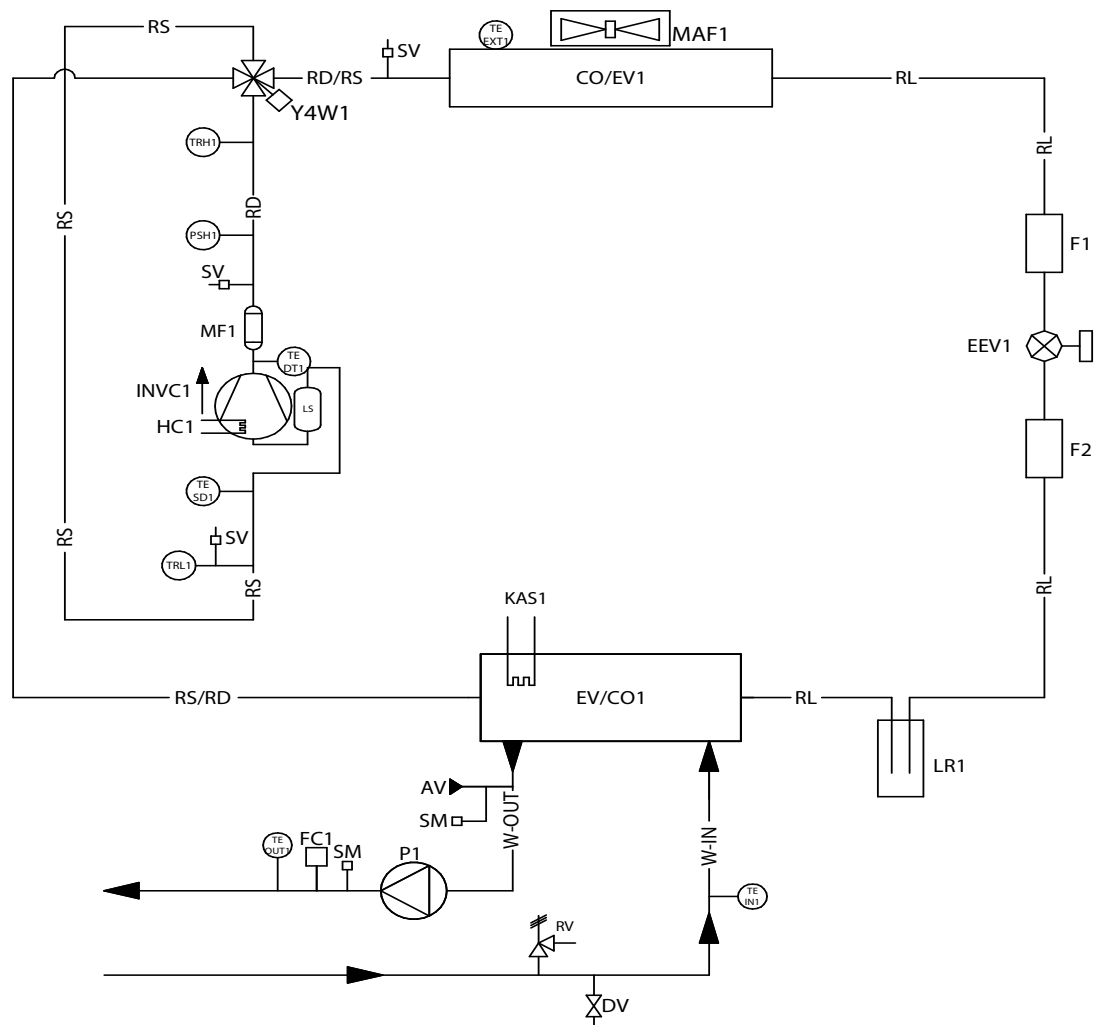 RS
TE
EXT1
MAF1
SV
RD/RS
CO/EV1
RL
Y4W1
TRH1
RL
RD
RS
PSH1
F1
SV
MF1
EEV1
TE
DT1
INVC1
LS
HC1
F2
TE
SD1
RS
SV
TRL1
RS
RL
KAS1
RS/RD
EV/CO1
RL
LR1
AV
SM
W-OUT
W-IN
TE
OUT1
FC1
SM
P1
TE
IN1
RV
DV